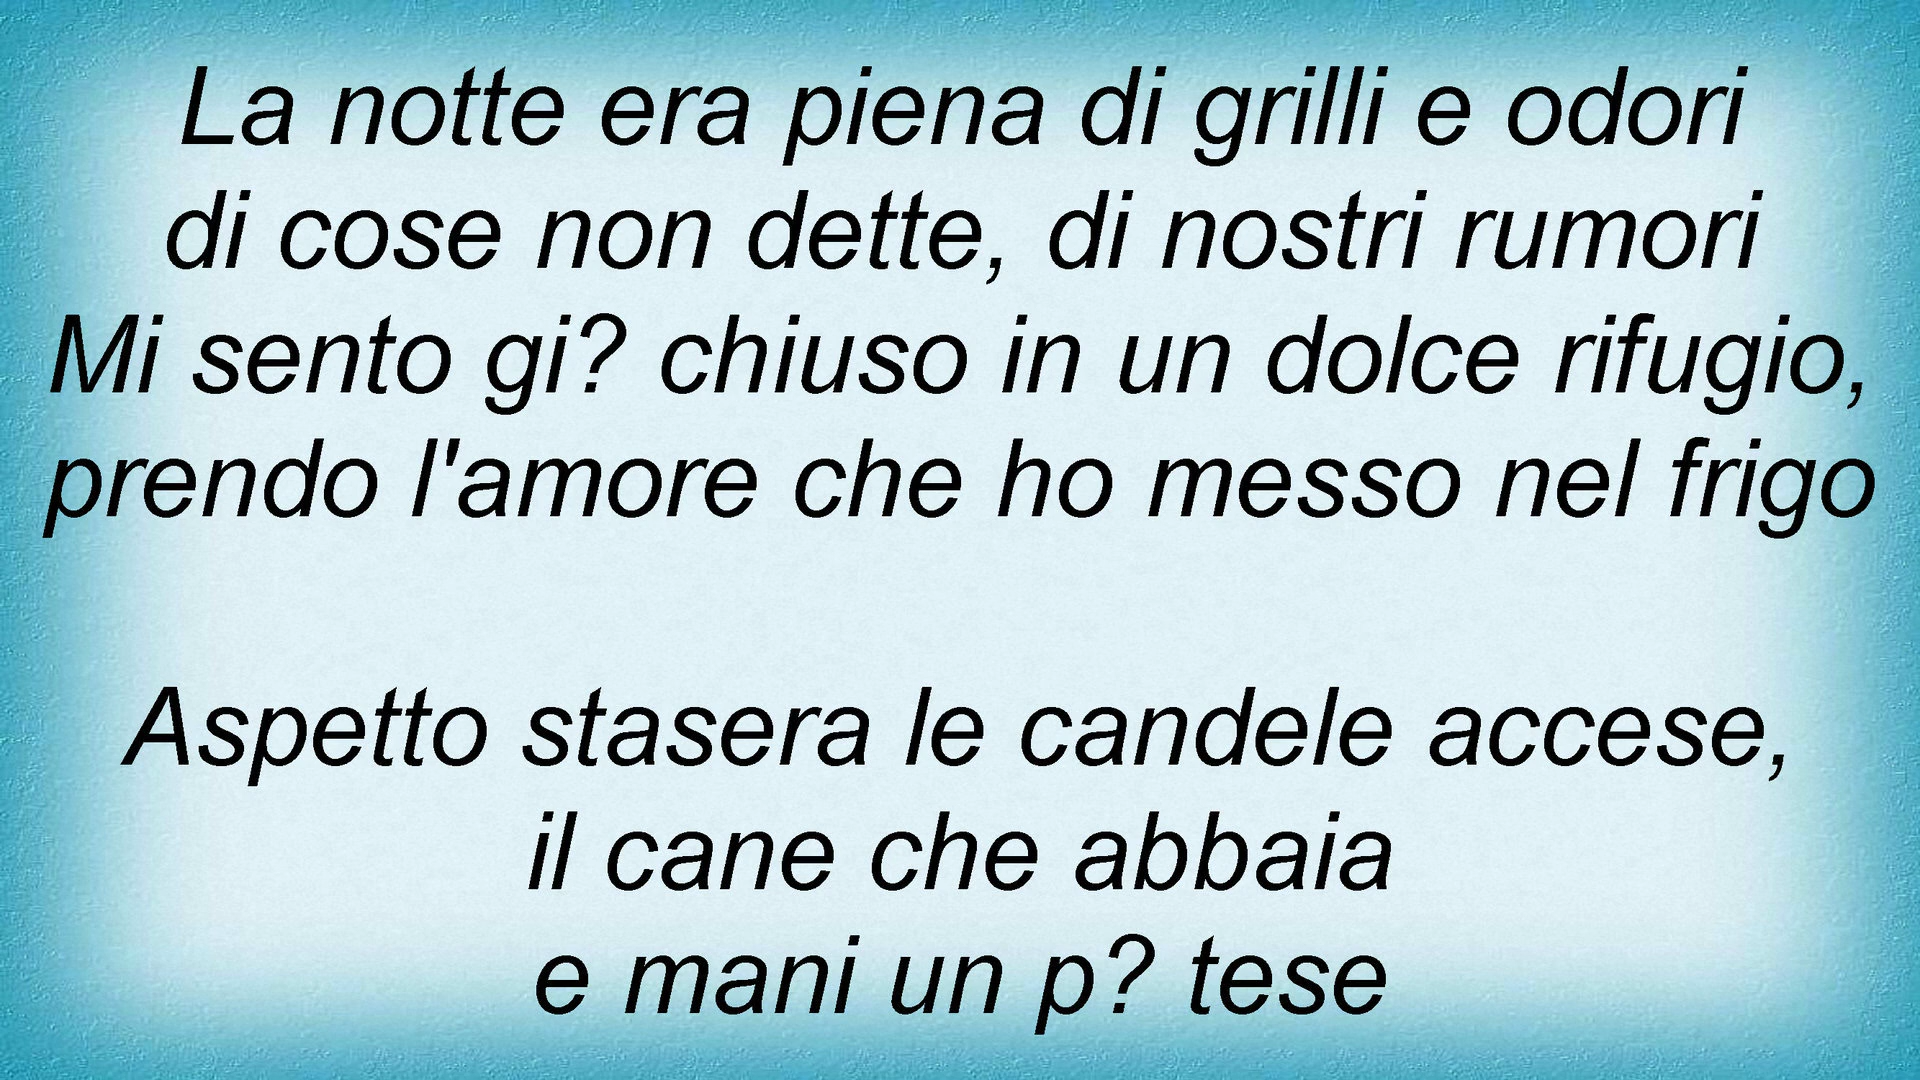 La notte era piena di grilli e odori
di cose non dette, di nostri rumori
Mi sento gi? chiuso in un dolce rifugio,
prendo l'amore che ho messo nel frigo
Aspetto stasera le candele accese,
il cane che abbaia
e mani un p? tese